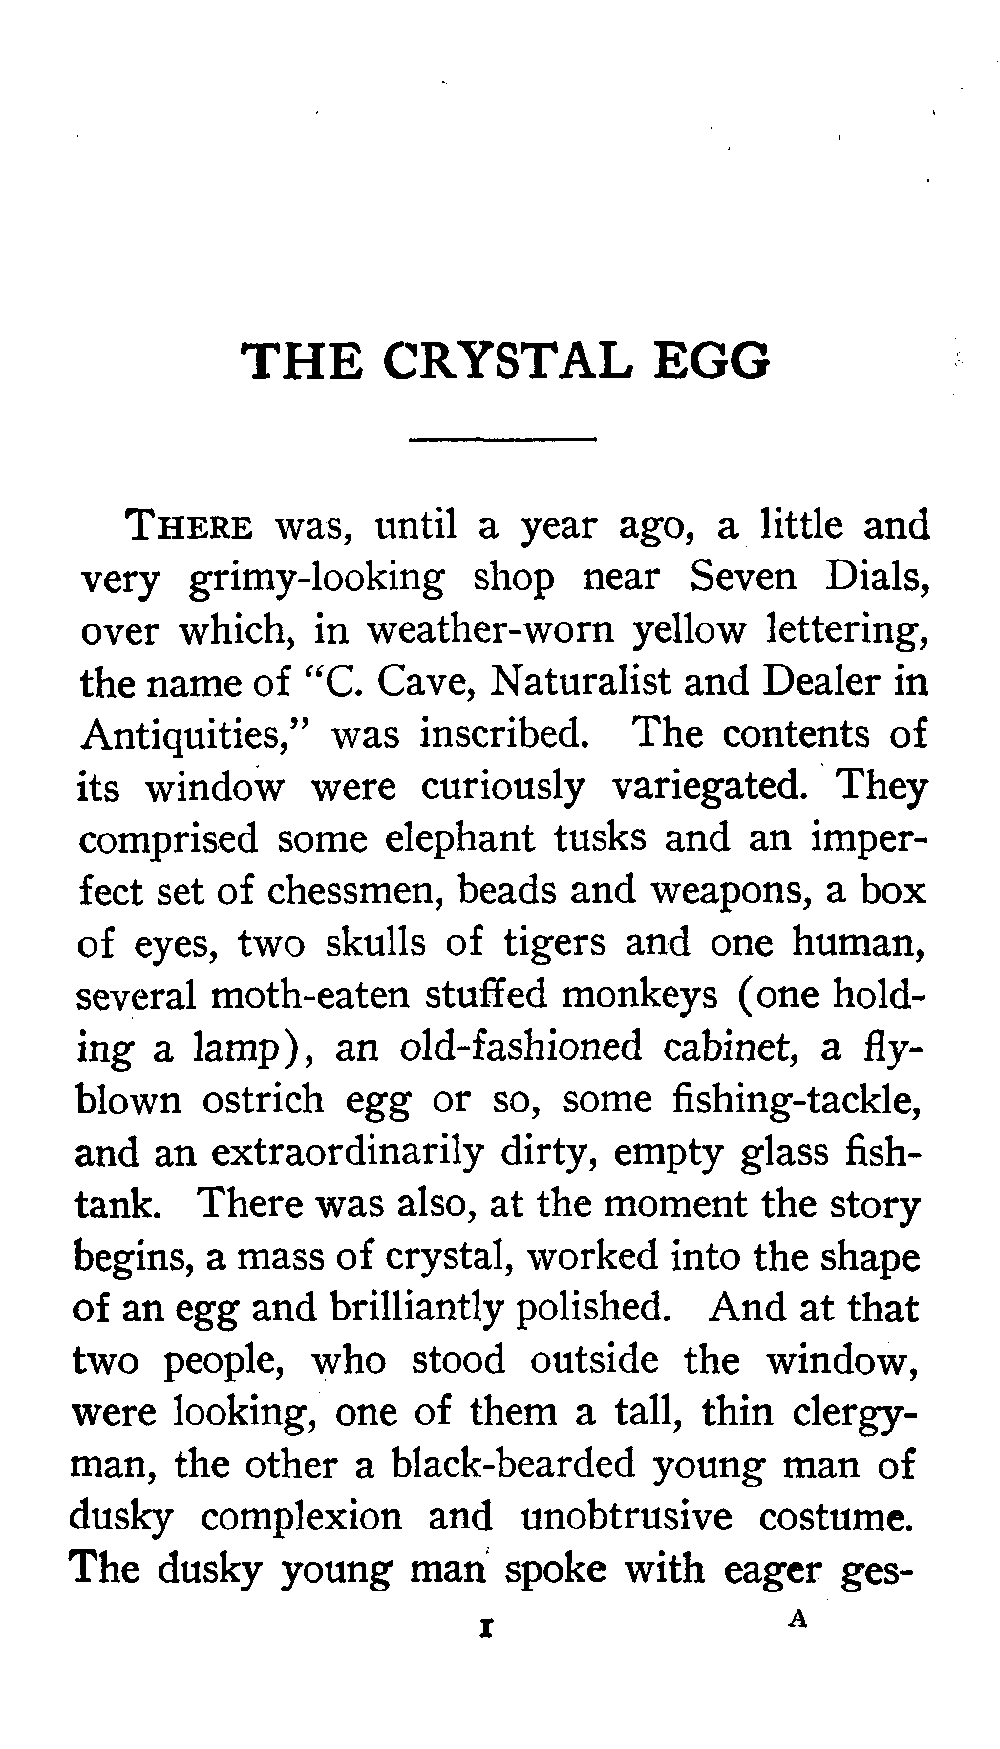 THE CRYSTAL EGG
THERE was, until a year ago, a little and
very grimy-looking shop near Seven Dials,
over which, in weather-worn yellow lettering,
the name of “C. Cave, Naturalist and Dealer in
Antiquities,” was inscribed. The contents of
its window were curiously variegated. They
comprised some elephant tusks and an imper-
fect set of chessmen, beads and weapons, a box
of eyes, two skulls of tigers and one human,
several moth-eaten stuffed monkeys (one hold-
ing a lamp), an old-fashioned cabinet, a fly-
blown ostrich egg or so, some fishing-tackle,
and an extraordinarily dirty, empty glass fish-
tank. There was also, at the moment the story
begins, a mass of crystal, worked into the shape
of an egg and brilliantly polished. And at that
two people, who stood outside the window,
were looking, one of them a tall, thin clergy-
man, the other a black-bearded young man of
dusky complexion and unobtrusive costume.
The dusky young man spoke with eager ges-
1 A